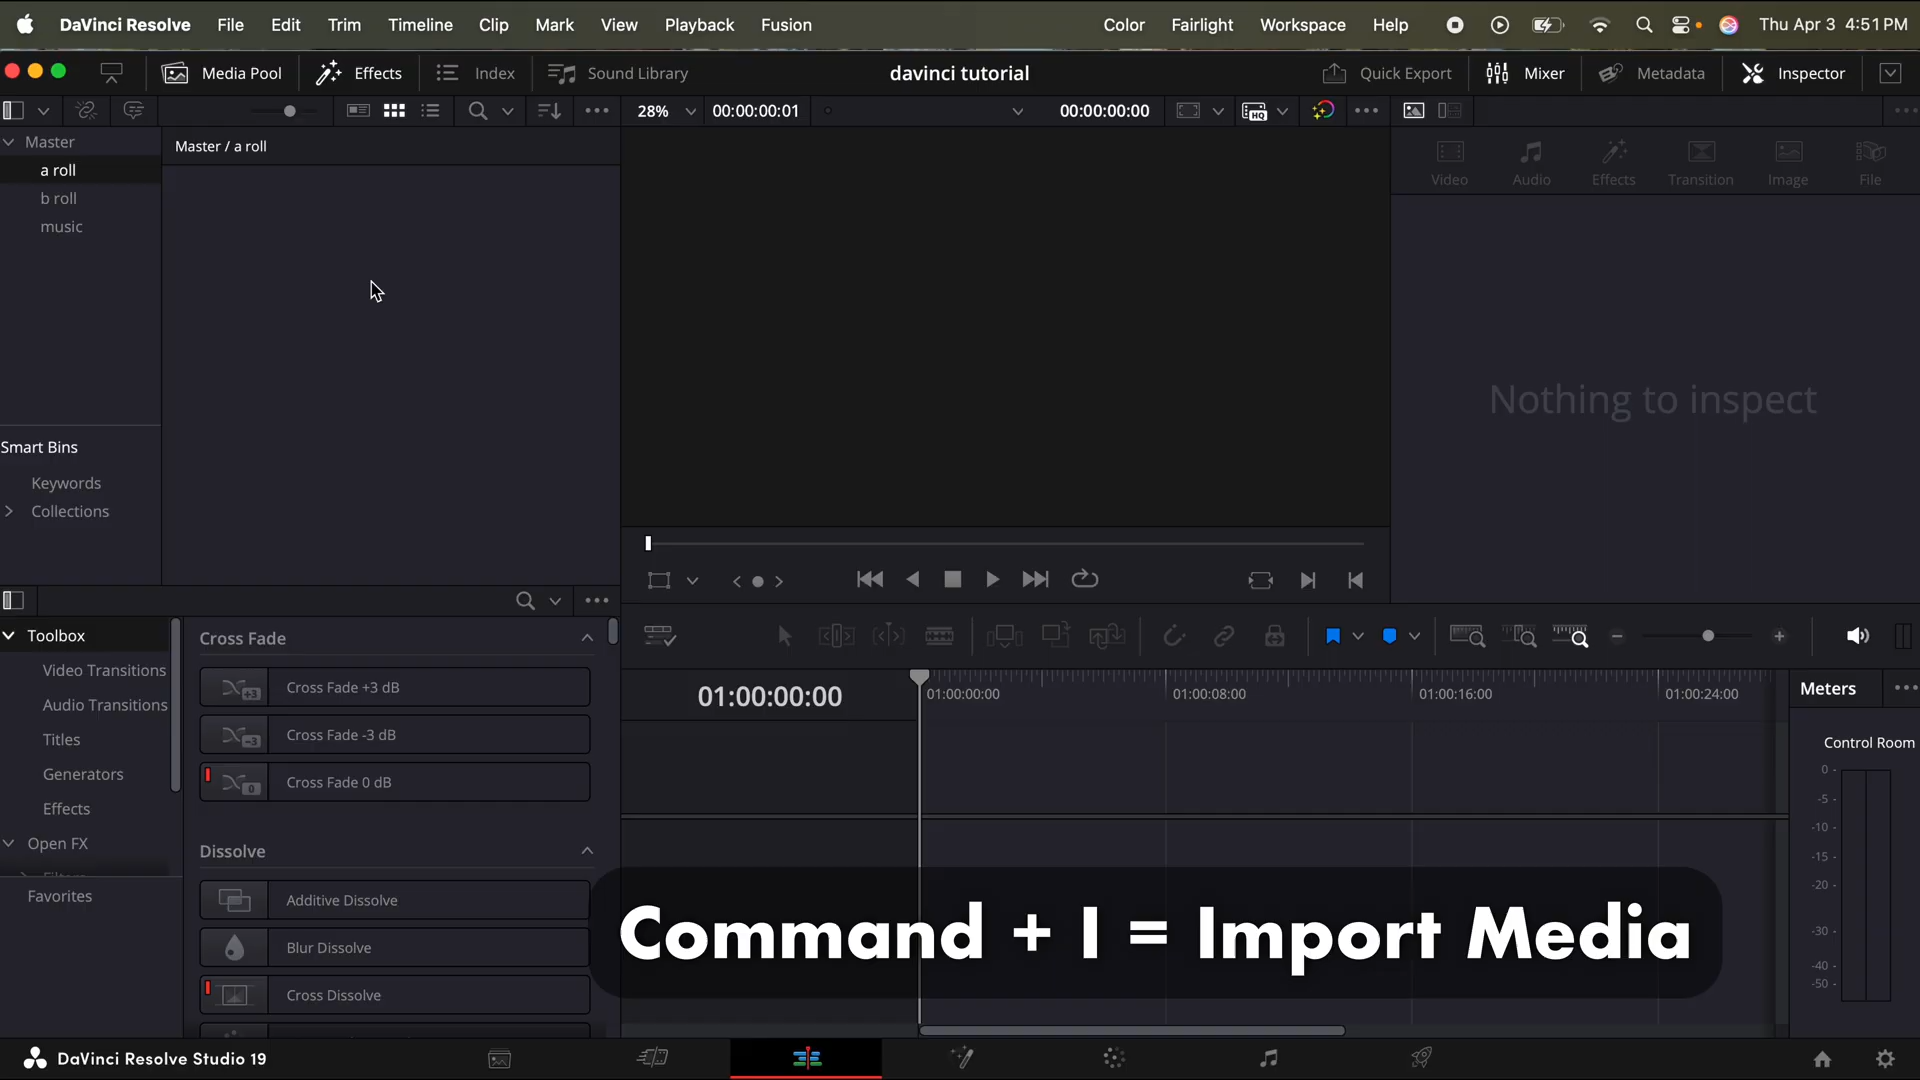 DaVinci Resolve File Edit Trim Timeline Clip Mark View Playback Fusion Color Fairlight Workspace Help Thu Apr 3 4:51 PM
Media Pool Effects Index Sound Library davinci tutorial Quick Export Mixer Metadata Inspector
28% 00:00:00:01 00:00:00:00 HQ
Master
a roll
b roll
music
Master / a roll
Video Audio Effects Transition Image File
Nothing to inspect
Smart Bins
Keywords
Collections
Toolbox
Video Transitions
Audio Transitions
Titles
Generators
Effects
Open FX
Favorites
Cross Fade
+3 Cross Fade +3 dB
-3 Cross Fade -3 dB
0 Cross Fade 0 dB
Dissolve
Additive Dissolve
Blur Dissolve
Cross Dissolve
01:00:00:00
01:00:00:00 01:00:08:00 01:00:16:00 01:00:24:00
Meters
Control Room
0
-5
-10
-15
-20
-30
-40
-50
Command + I = Import Media
DaVinci Resolve Studio 19